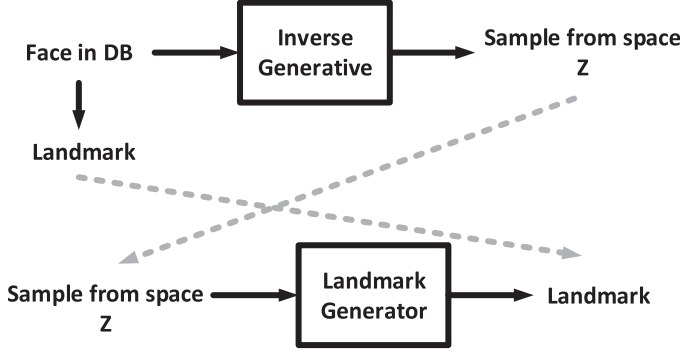 Face in DB
Inverse
Generative
Sample from space
Z
Landmark
Sample from space
Z
Landmark
Generator
Landmark